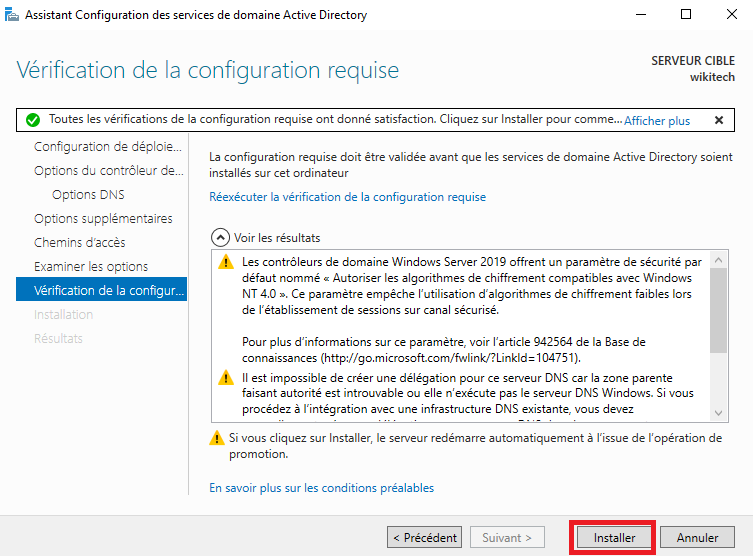 Assistant Configuration des services de domaine Active Directory
Vérification de la configuration requise
SERVEUR CIBLE
wikitech
Toutes les vérifications de la configuration requise ont donné satisfaction. Cliquez sur Installer pour comme... Afficher plus
Configuration de déploie...
Options du contrôleur de...
Options DNS
Options supplémentaires
Chemins d'accès
Examiner les options
Vérification de la configur...
Installation
Résultats
La configuration requise doit être validée avant que les services de domaine Active Directory soient
installés sur cet ordinateur
Réexécuter la vérification de la configuration requise
Voir les résultats
Les contrôleurs de domaine Windows Server 2019 offrent un paramètre de sécurité par
défaut nommé « Autoriser les algorithmes de chiffrement compatibles avec Windows
NT 4.0 ». Ce paramètre empêche l'utilisation d'algorithmes de chiffrement faibles lors
de l'établissement de sessions sur canal sécurisé.
Pour plus d'informations sur ce paramètre, voir l'article 942564 de la Base de
connaissances (http://go.microsoft.com/fwlink/?LinkId=104751).
Il est impossible de créer une délégation pour ce serveur DNS car la zone parente
faisant autorité est introuvable ou elle n'exécute pas le serveur DNS Windows. Si vous
procédez à l'intégration avec une infrastructure DNS existante, vous devez
Si vous cliquez sur Installer, le serveur redémarre automatiquement à l'issue de l'opération de
promotion.
En savoir plus sur les conditions préalables
< Précédent
Suivant >
Installer
Annuler